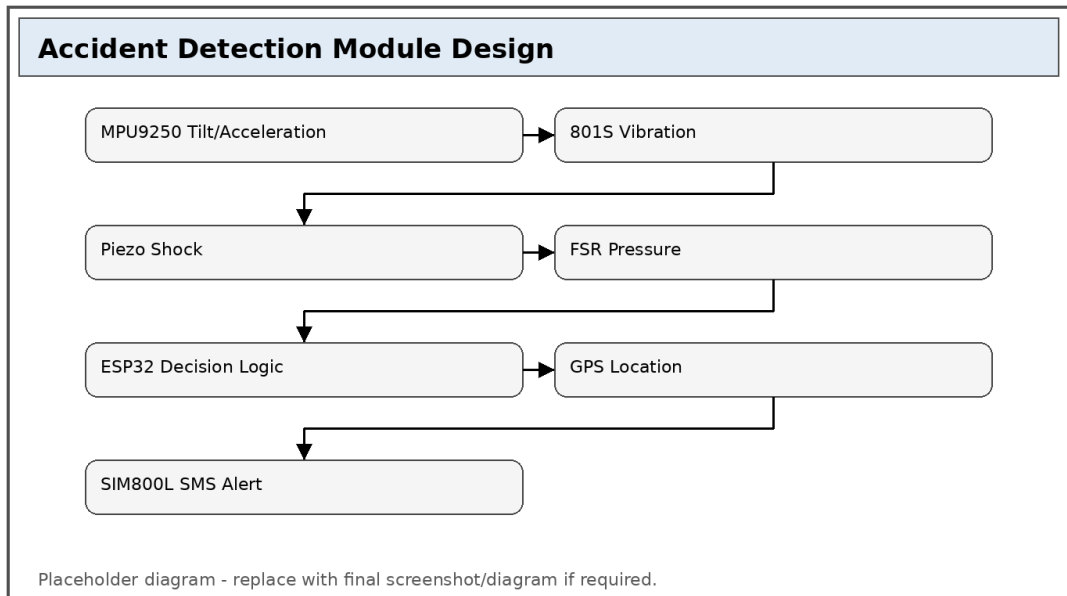 Accident Detection Module Design
MPU9250 Tilt/Acceleration
801S Vibration
Piezo Shock
FSR Pressure
ESP32 Decision Logic
GPS Location
SIM800L SMS Alert
Placeholder diagram - replace with final screenshot/diagram if required.